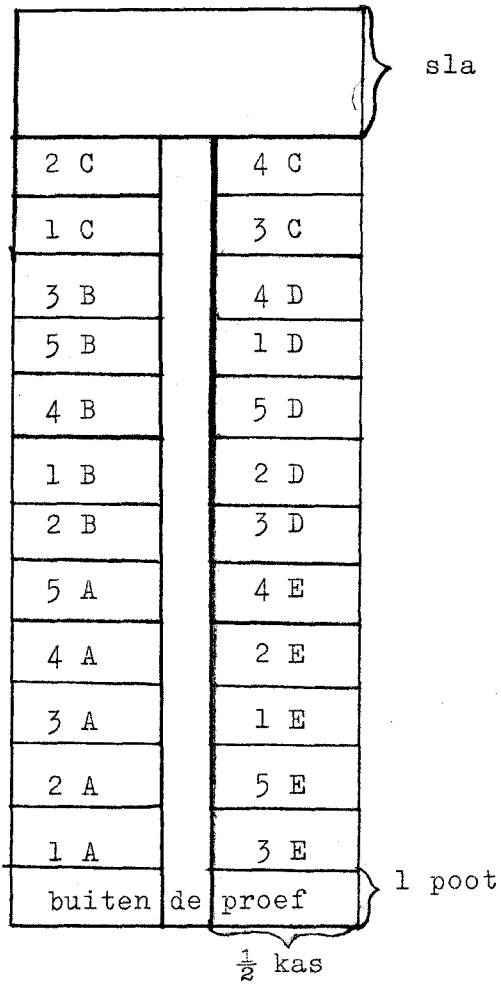 sla
2 C 4 C
1 C 3 C
3 B 4 D
5 B 1 D
4 B 5 D
1 B 2 D
2 B 3 D
5 A 4 E
4 A 2 E
3 A 1 E
2 A 5 E
1 A 3 E
buiten de proef 1 poot
½ kas